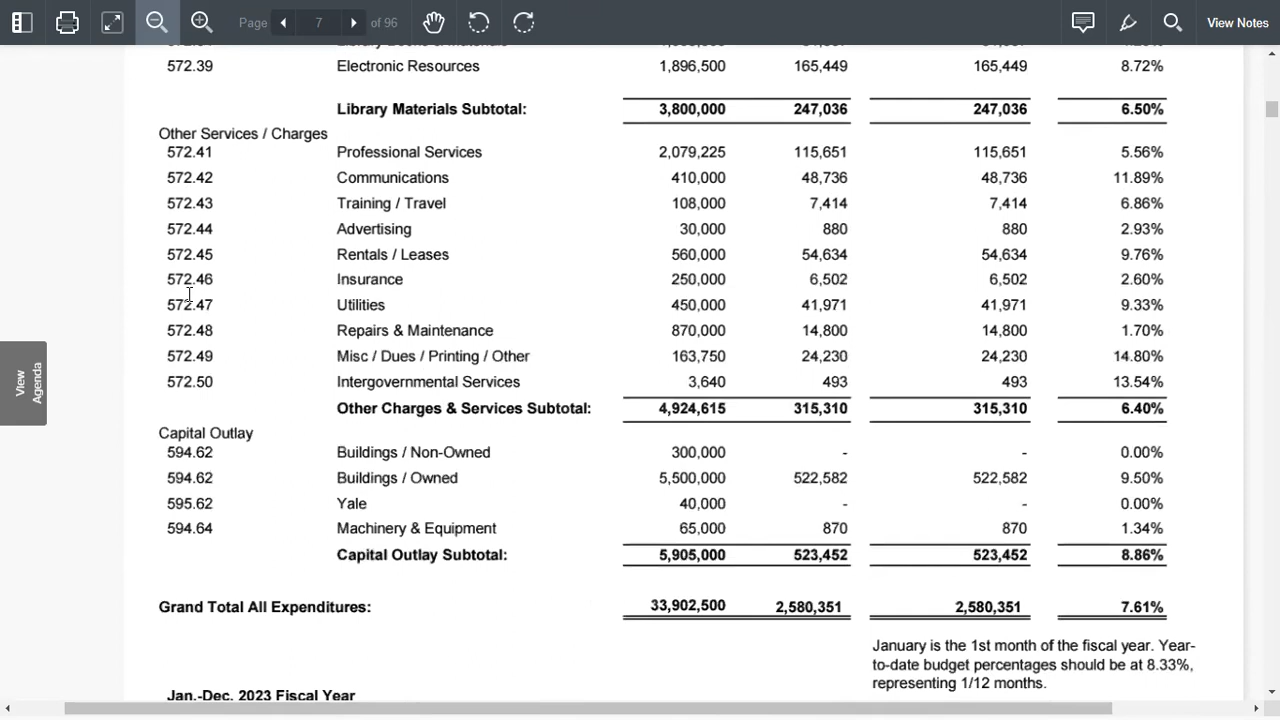 Page 7 of 96 View Notes
572.39 Electronic Resources 1,896,500 165,449 165,449 8.72%
Library Materials Subtotal: 3,800,000 247,036 247,036 6.50%
Other Services / Charges
572.41 Professional Services 2,079,225 115,651 115,651 5.56%
572.42 Communications 410,000 48,736 48,736 11.89%
572.43 Training / Travel 108,000 7,414 7,414 6.86%
572.44 Advertising 30,000 880 880 2.93%
572.45 Rentals / Leases 560,000 54,634 54,634 9.76%
572.46 Insurance 250,000 6,502 6,502 2.60%
572.47 Utilities 450,000 41,971 41,971 9.33%
572.48 Repairs & Maintenance 870,000 14,800 14,800 1.70%
572.49 Misc / Dues / Printing / Other 163,750 24,230 24,230 14.80%
572.50 Intergovernmental Services 3,640 493 493 13.54%
Other Charges & Services Subtotal: 4,924,615 315,310 315,310 6.40%
Capital Outlay
594.62 Buildings / Non-Owned 300,000 - - 0.00%
594.62 Buildings / Owned 5,500,000 522,582 522,582 9.50%
595.62 Yale 40,000 - - 0.00%
594.64 Machinery & Equipment 65,000 870 870 1.34%
Capital Outlay Subtotal: 5,905,000 523,452 523,452 8.86%
Grand Total All Expenditures: 33,902,500 2,580,351 2,580,351 7.61%
January is the 1st month of the fiscal year. Year-
to-date budget percentages should be at 8.33%,
representing 1/12 months.
Jan.-Dec. 2023 Fiscal Year
View
Agenda